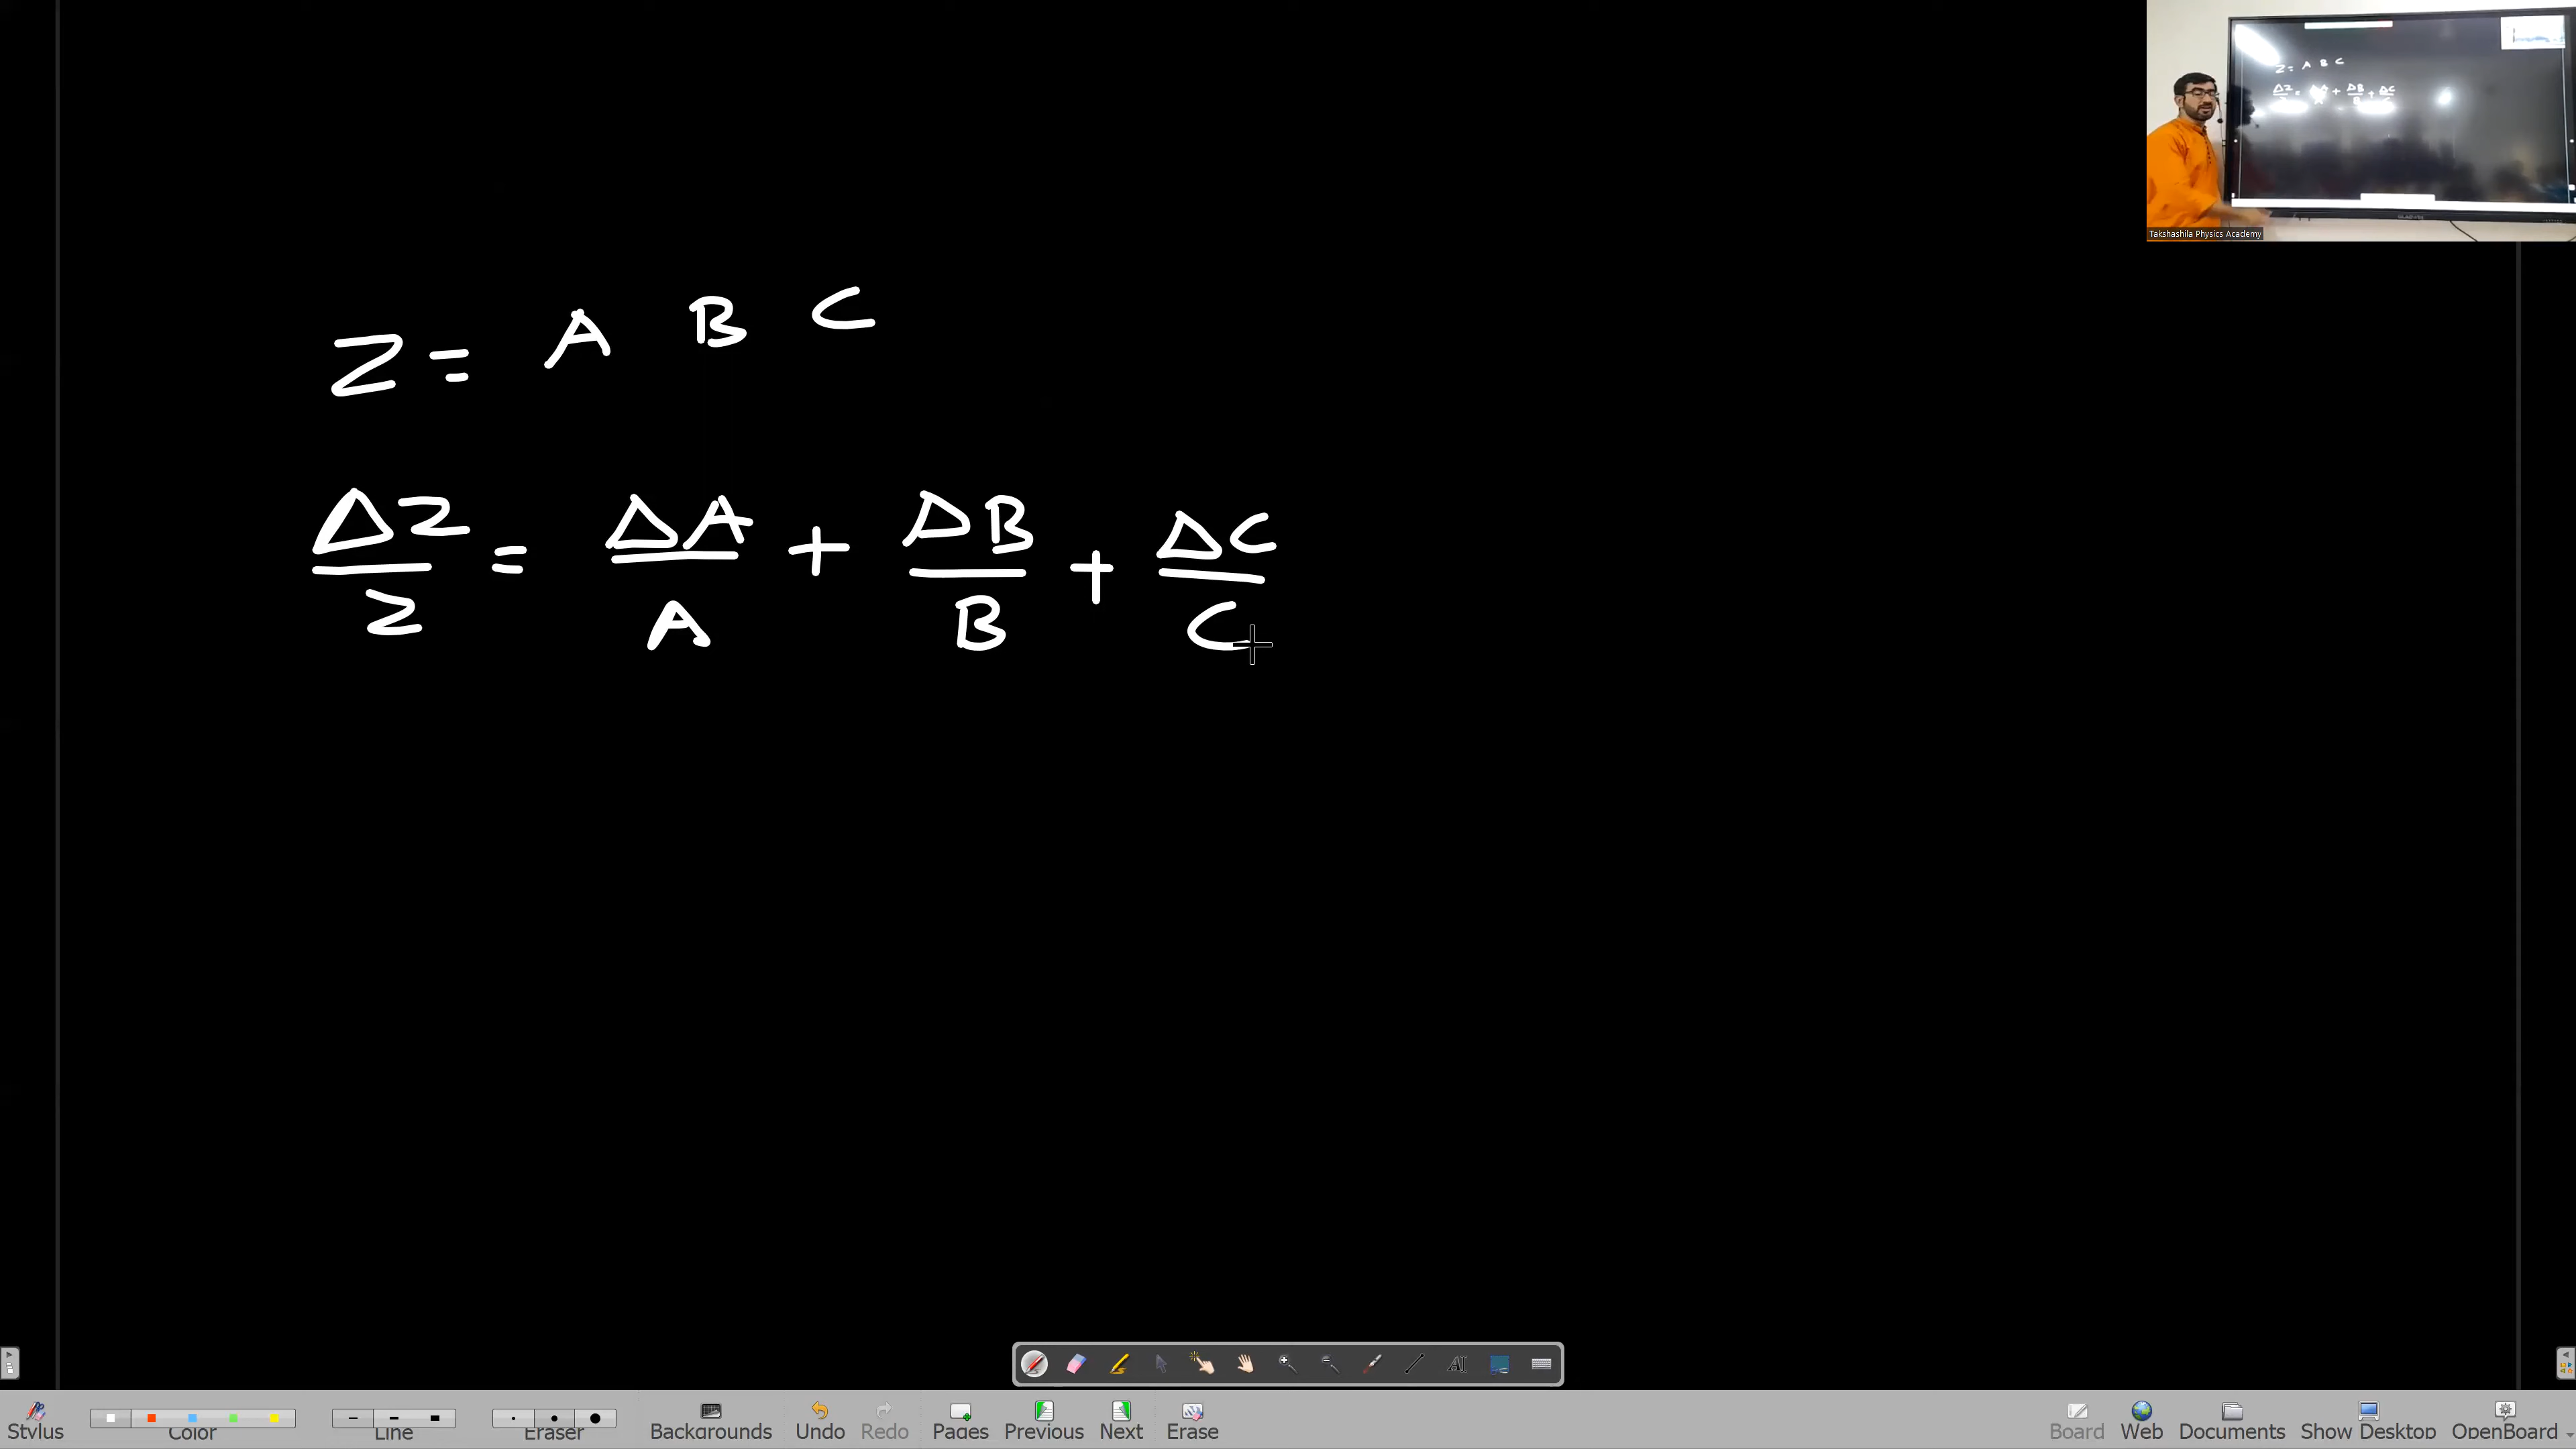 Takshashila Physics Academy
Z = A B C
ΔZ/Z = ΔA/A + ΔB/B + ΔC/C
Stylus Color Line Eraser Backgrounds Undo Redo Pages Previous Next Erase Board Web Documents Show Desktop OpenBoard